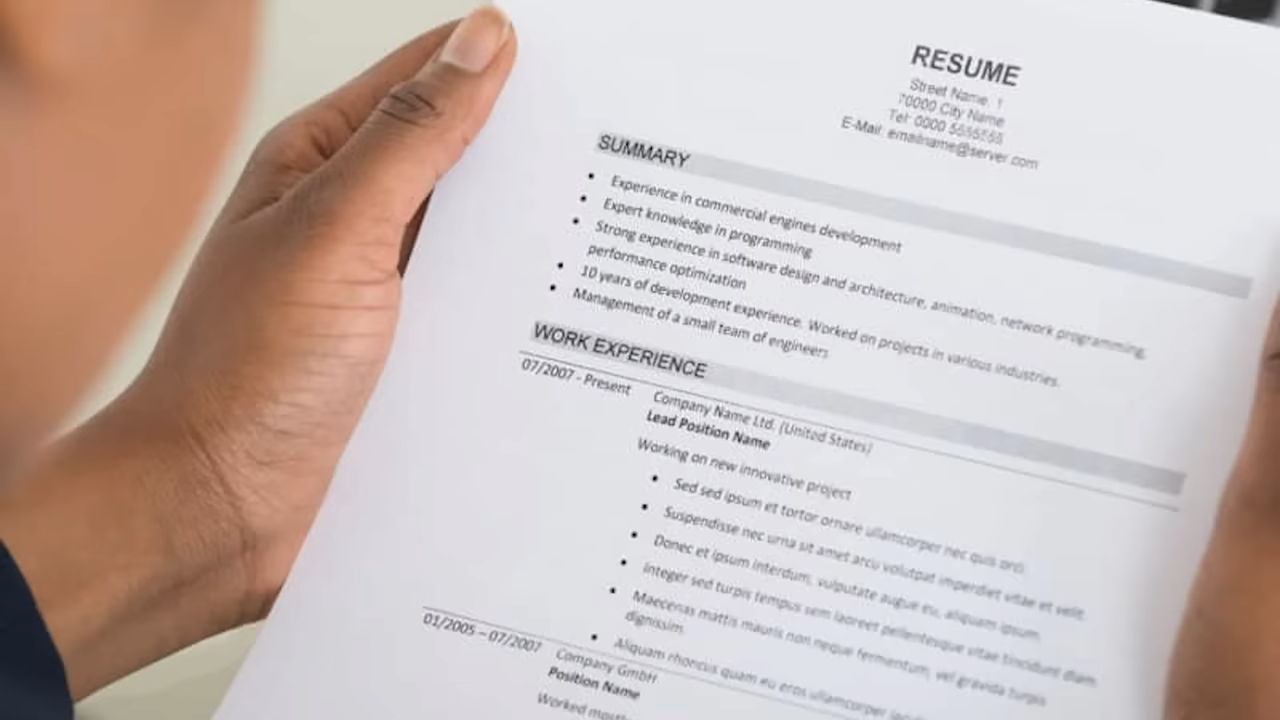 RESUME
Street Name, 1
70000 City Name
Tel: 0000 5555555
E-Mail: emailname@server.com
SUMMARY
• Experience in commercial engines development
• Expert knowledge in programming
• Strong experience in software design and architecture, animation, network programming,
performance optimization
• 10 years of development experience. Worked on projects in various industries.
• Management of a small team of engineers
WORK EXPERIENCE
07/2007 - Present
Company Name Ltd. (United States)
Lead Position Name
Working on new innovative project
• Sed sed ipsum et tortor ornare ullamcorper nec quis orci
• Suspendisse nec urna sit amet arcu volutpat imperdiet vitae et velit.
• Donec et ipsum interdum, vulputate augue eu, aliquam ipsum.
• Integer sed turpis tempus sem laoreet pellentesque vitae tincidunt diam.
• Maecenas mattis mauris non neque fermentum, vel gravida turpis
dignissim.
• Aliquam rhoncus quam eu eros ullamcorper
01/2005 – 07/2007
Company GmbH
Position Name
Worked